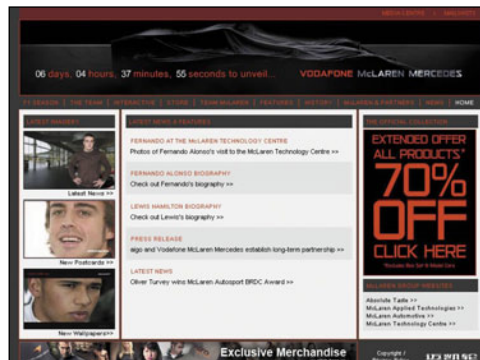 MEDIA CENTRE | McLAREN TV
06 days, 04 hours, 37 minutes, 55 seconds to unveil...
VODAFONE McLAREN MERCEDES
F1 SEASON | THE TEAM | INTERACTIVE | STORE | TEAM McLAREN | FEATURES | HISTORY | McLAREN & PARTNERS | NEWS | HOME
LATEST IMAGERY
Latest News >>
New Postcards >>
New Wallpapers>>
LATEST NEWS & FEATURES
FERNANDO AT THE McLAREN TECHNOLOGY CENTRE
Photos of Fernando Alonso's visit to the McLaren Technology Centre >>
FERNANDO ALONSO BIOGRAPHY
Check out Fernando's biography >>
LEWIS HAMILTON BIOGRAPHY
Check out Lewis's biography >>
PRESS RELEASE
aigo and Vodafone McLaren Mercedes establish long-term partnership >>
LATEST NEWS
Oliver Turvey wins McLaren Autosport BRDC Award >>
THE OFFICIAL COLLECTION
EXTENDED OFFER
ALL PRODUCTS*
70%
OFF
CLICK HERE
McLAREN GROUP WEBSITES
Absolute Taste >>
McLaren Applied Technologies >>
McLaren Automotive >>
McLaren Technology Centre >>
Exclusive Merchandise
Copyright /